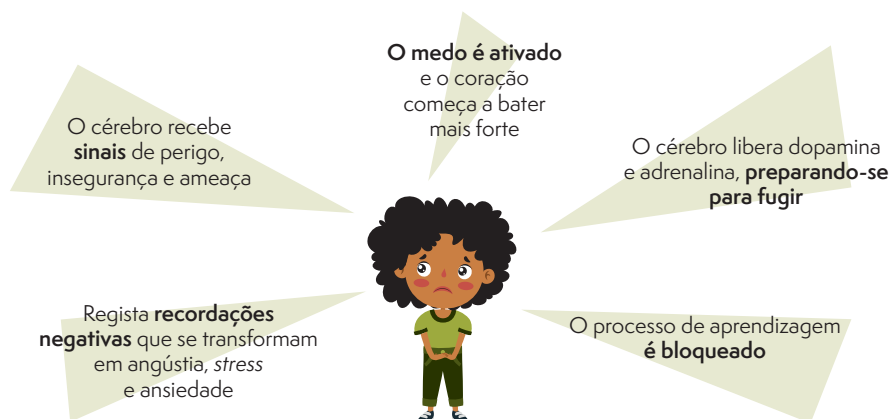 O cérebro recebe
sinais de perigo,
insegurança e ameaça
O medo é ativado
e o coração
começa a bater
mais forte
O cérebro libera dopamina
e adrenalina, preparando-se
para fugir
Regista recordações
negativas que se transformam
em angústia, stress
e ansiedade
O processo de aprendizagem
é bloqueado